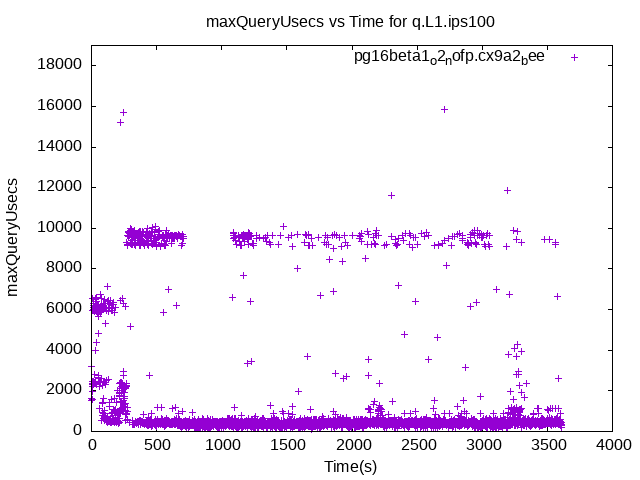 maxQueryUsecs vs Time for q.L1.ips100
pg16beta1ₒ2ₙofp.cx9a2_bee
18000
16000
14000
12000
10000
8000
6000
4000
2000
0
maxQueryUsecs
0 500 1000 1500 2000 2500 3000 3500 4000
Time(s)